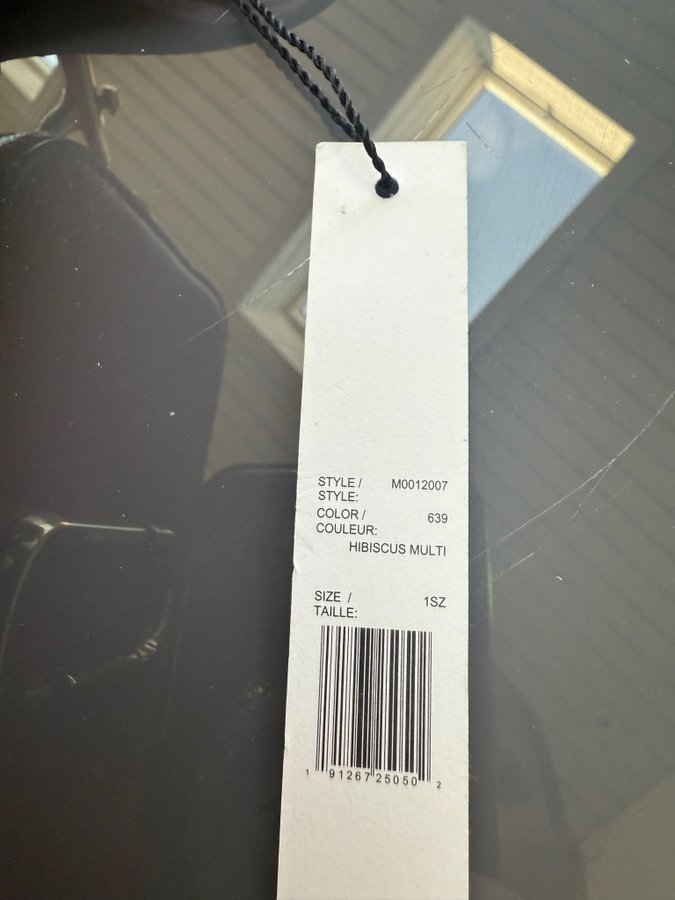 STYLE / M0012007
STYLE:
COLOR / 639
COULEUR:
HIBISCUS MULTI
SIZE / 1SZ
TAILLE:
1 91267 25050 2